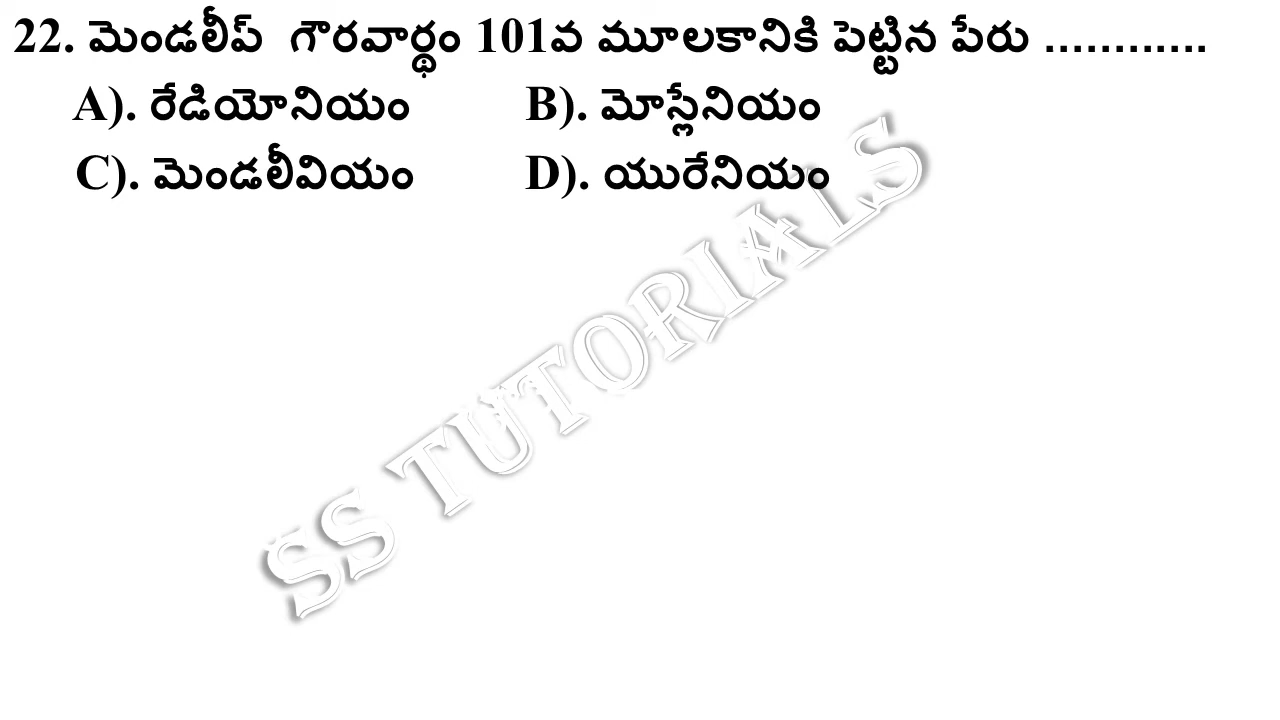 22. మెండలీప్ గౌరవార్థం 101వ మూలకానికి పెట్టిన పేరు ............
A). రేడియోనియం B). మోస్లేనియం
C). మెండలీవియం D). యురేనియం
SS TUTORIALS